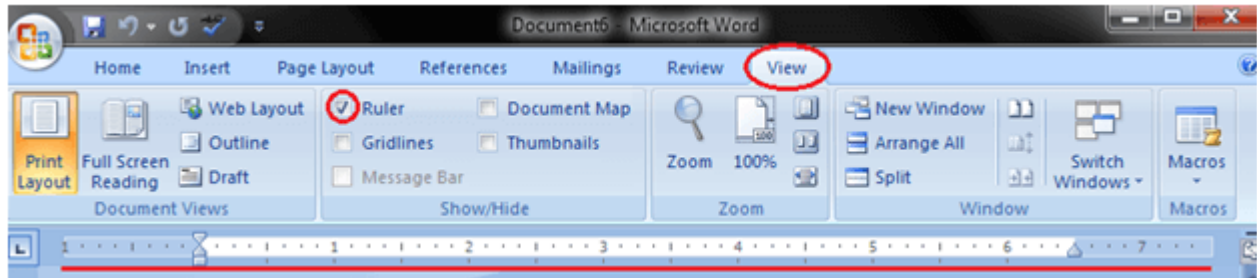 Document6 - Microsoft Word
Home Insert Page Layout References Mailings Review View
Print Layout
Full Screen Reading
Web Layout
Outline
Draft
Document Views
Ruler
Gridlines
Message Bar
Document Map
Thumbnails
Show/Hide
Zoom
100%
Zoom
New Window
Arrange All
Split
Switch Windows
Window
Macros
Macros
L 1 1 2 3 4 5 6 7